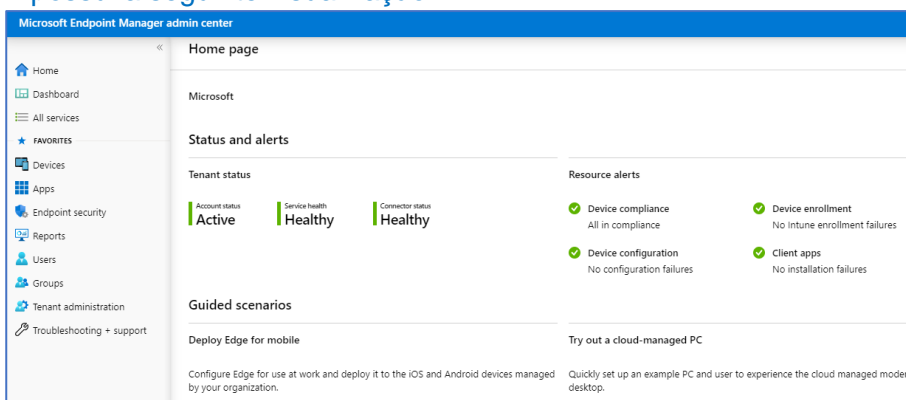 Microsoft Endpoint Manager admin center
«
Home page
Home
Dashboard
All services
FAVORITES
Devices
Apps
Endpoint security
Reports
Users
Groups
Tenant administration
Troubleshooting + support
Microsoft
Status and alerts
Tenant status
Account status
Active
Service health
Healthy
Connector status
Healthy
Resource alerts
Device compliance
All in compliance
Device enrollment
No Intune enrollment failures
Device configuration
No configuration failures
Client apps
No installation failures
Guided scenarios
Deploy Edge for mobile
Configure Edge for use at work and deploy it to the iOS and Android devices managed
by your organization.
Try out a cloud-managed PC
Quickly set up an example PC and user to experience the cloud managed moder
desktop.